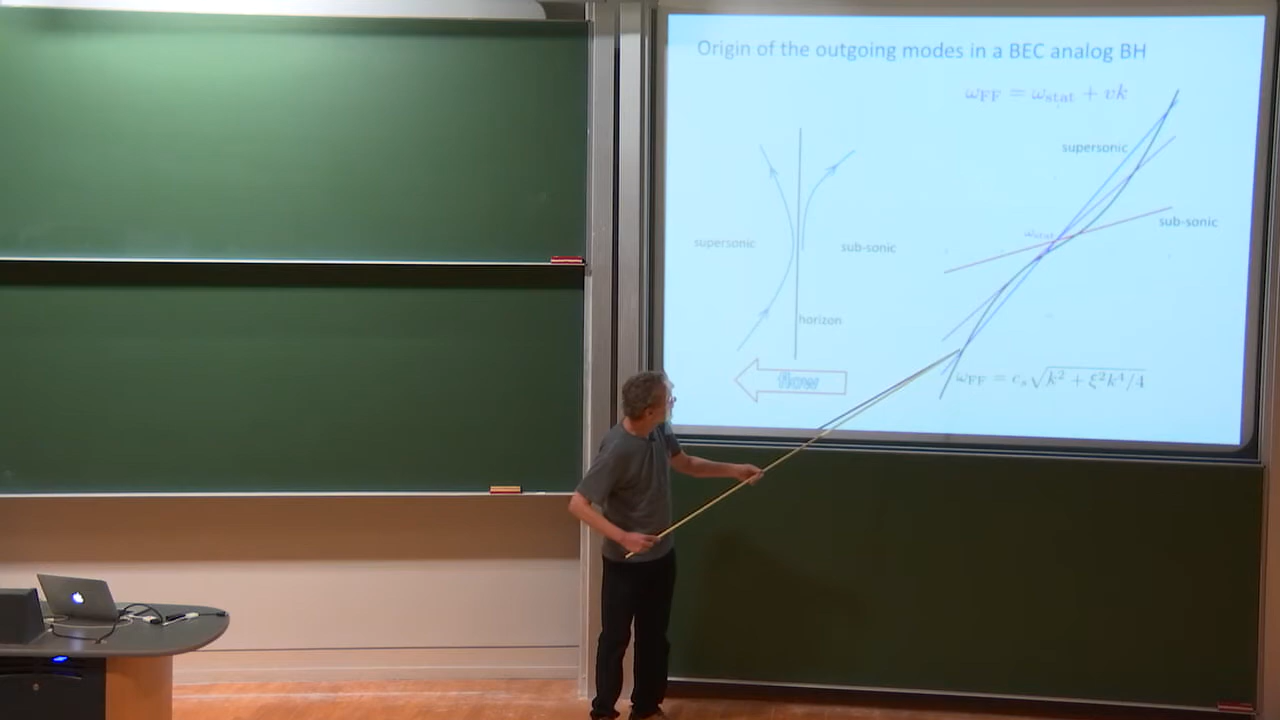 Origin of the outgoing modes in a BEC analog BH
ω_FF = ω_stat + vk
supersonic
sub-sonic
ω_stat
supersonic
sub-sonic
horizon
flow
ω_FF = c_s√(k² + ξ²k⁴/4)